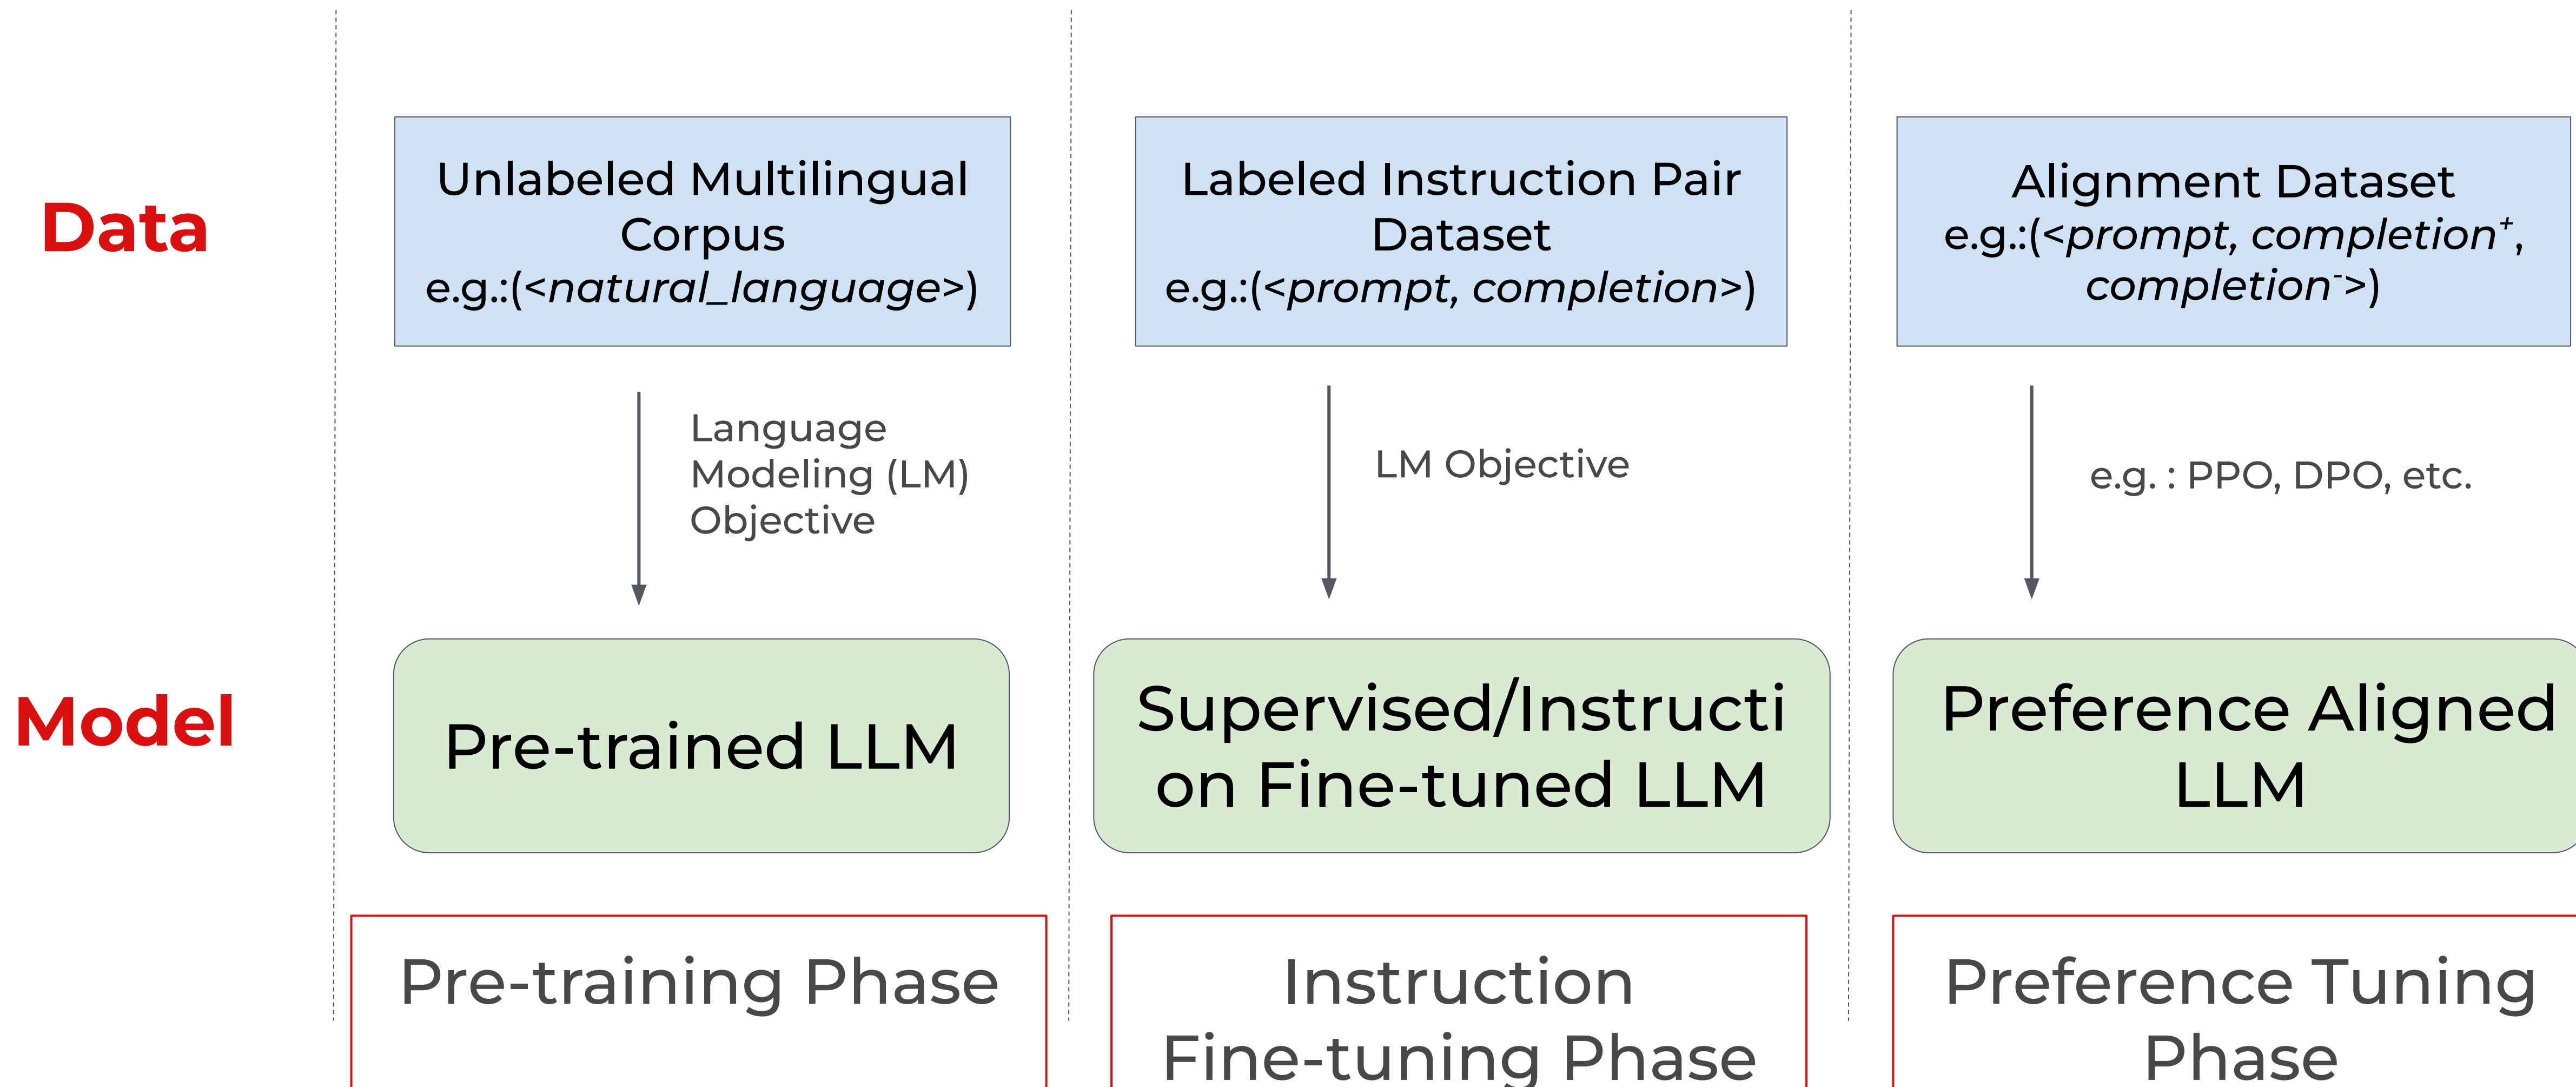 Data
Unlabeled Multilingual
Corpus
e.g.:(<natural_language>)
Labeled Instruction Pair
Dataset
e.g.:(<prompt, completion>)
Alignment Dataset
e.g.:(<prompt, completion⁺,
completion⁻>)
Language
Modeling (LM)
Objective
LM Objective
e.g. : PPO, DPO, etc.
Model
Pre-trained LLM
Supervised/Instructi
on Fine-tuned LLM
Preference Aligned
LLM
Pre-training Phase
Instruction
Fine-tuning Phase
Preference Tuning
Phase